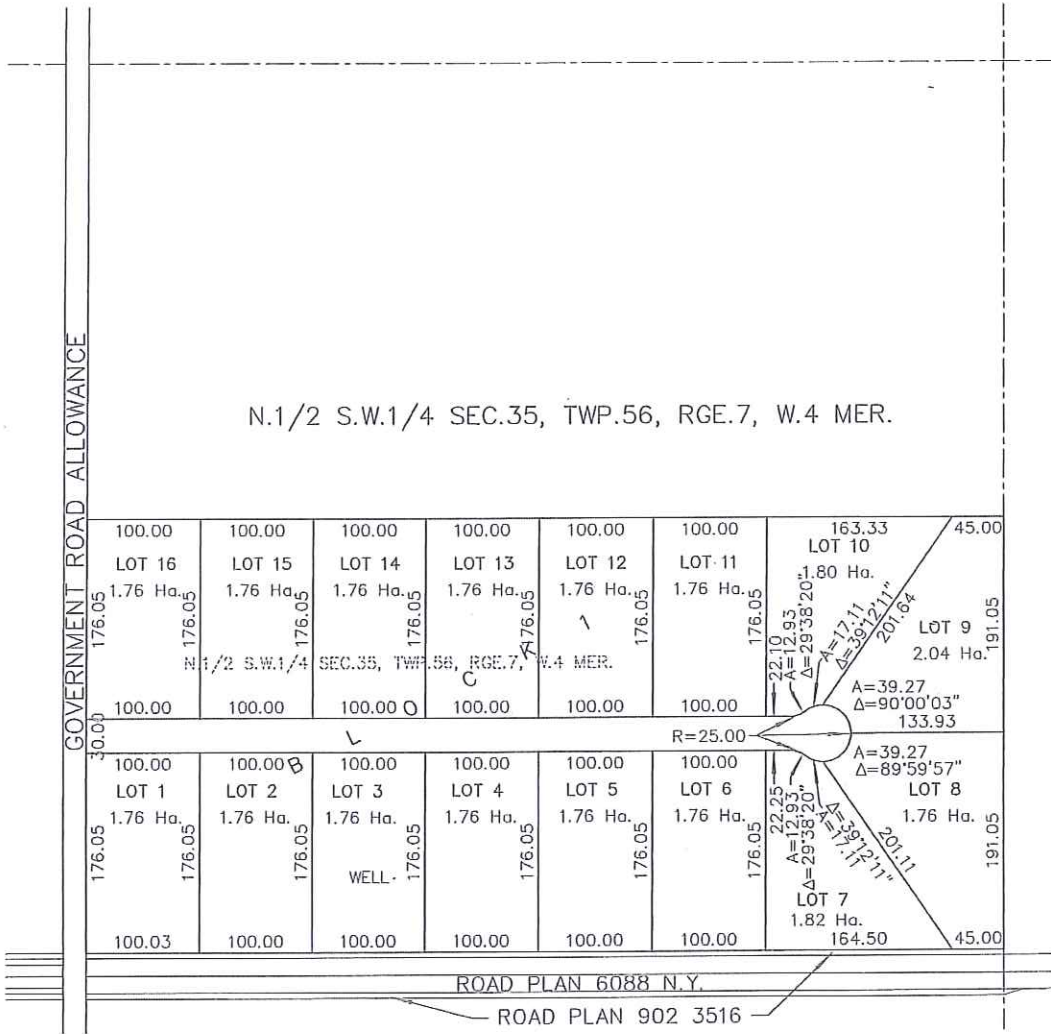 GOVERNMENT ROAD ALLOWANCE
N.1/2 S.W.1/4 SEC.35, TWP.56, RGE.7, W.4 MER.
100.00 100.00 100.00 100.00 100.00 100.00 163.33 45.00
LOT 16 LOT 15 LOT 14 LOT 13 LOT 12 LOT 11 LOT 10
1.76 Ha. 1.76 Ha. 1.76 Ha. 1.76 Ha. 1.76 Ha. 1.76 Ha. 1.80 Ha.
176.05 176.05 176.05 176.05 176.05 176.05 176.05
22.10
A=12.93
Δ=29°38'20"
A=17.11
Δ=39°12'11"
201.64
LOT 9
2.04 Ha.
191.05
N.1/2 S.W.1/4 SEC.35, TWP.56, RGE.7, W.4 MER.
BLOCK 1
A=39.27
Δ=90°00'03"
133.93
100.00 100.00 100.00 100.00 100.00 100.00
30.00
R=25.00
100.00 100.00 100.00 100.00 100.00 100.00
A=39.27
Δ=89°59'57"
LOT 1 LOT 2 LOT 3 LOT 4 LOT 5 LOT 6 LOT 8
1.76 Ha. 1.76 Ha. 1.76 Ha. 1.76 Ha. 1.76 Ha. 1.76 Ha. 1.76 Ha.
176.05 176.05 176.05 176.05 176.05 176.05 176.05
22.25
A=12.93
Δ=29°38'20"
Δ=39°12'11"
A=17.11
201.11
191.05
WELL
LOT 7
1.82 Ha.
100.03 100.00 100.00 100.00 100.00 100.00 164.50 45.00
ROAD PLAN 6088 N.Y.
ROAD PLAN 902 3516